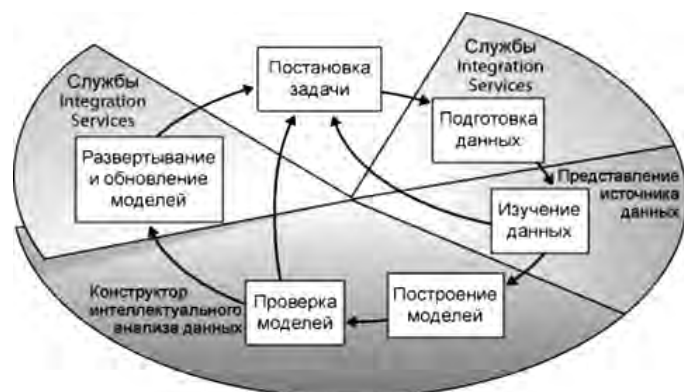 Службы
Integration
Services
Постановка
задачи
Службы
Integration
Services
Подготовка
данных
Развертывание
и обновление
моделей
Представление
источника
данных
Изучение
данных
Конструктор
интеллектуального
анализа данных
Проверка
моделей
Построение
моделей